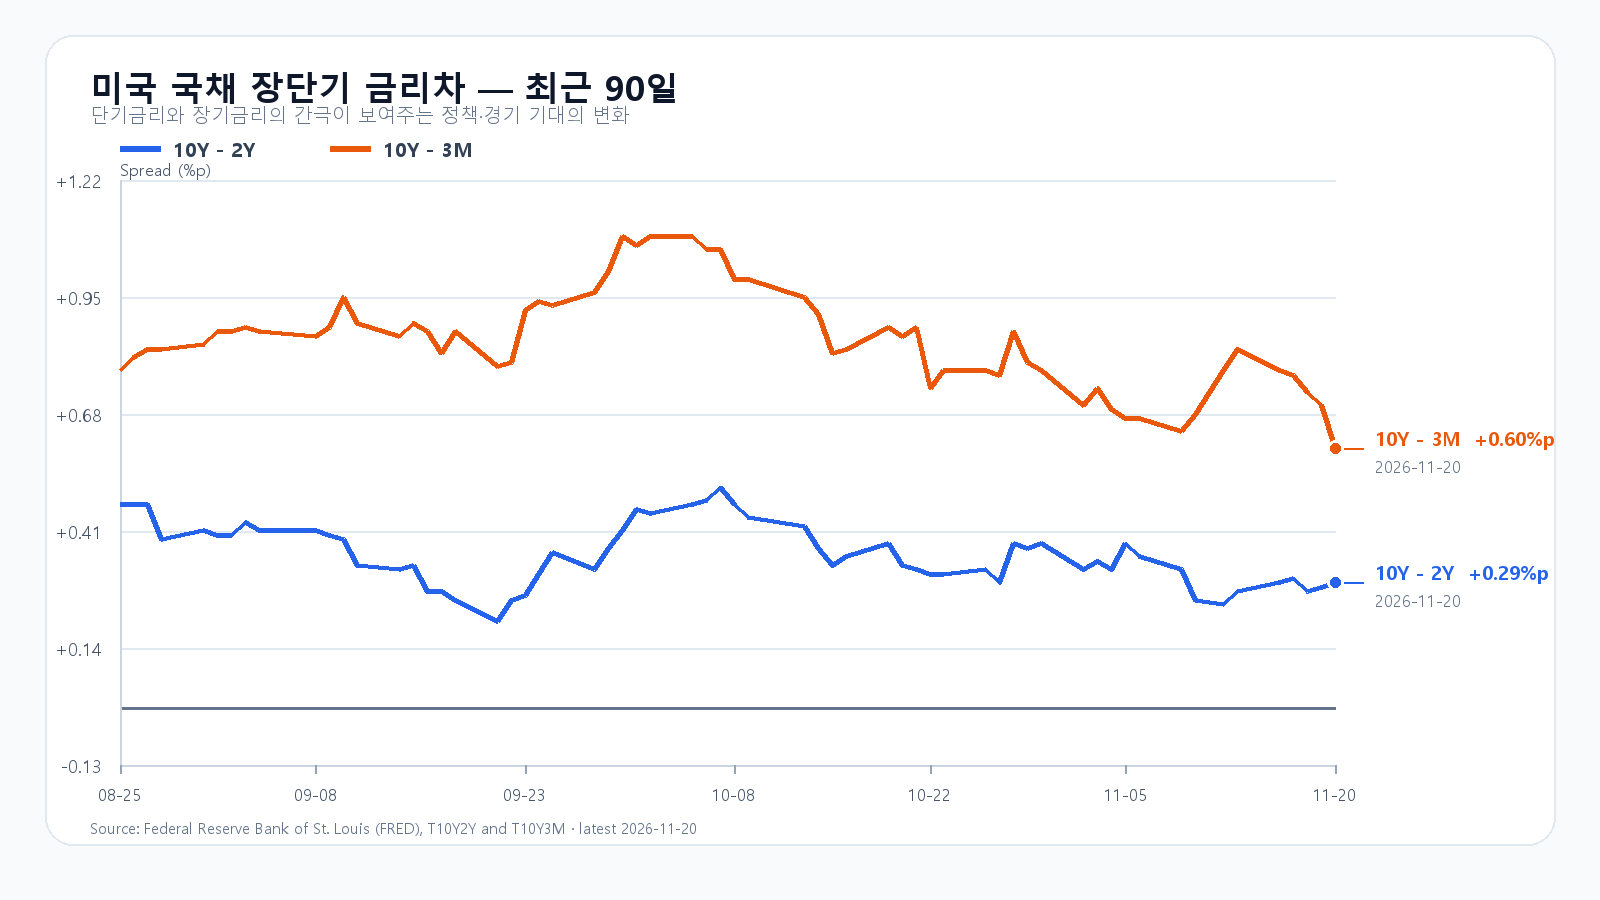 미국 국채 장단기 금리차 — 최근 90일
단기금리와 장기금리의 간극이 보여주는 정책·경기 기대의 변화
10Y - 2Y 10Y - 3M
Spread (%p)
+1.22
+0.95
+0.68
+0.41
+0.14
-0.13
10Y - 3M +0.60%p
2026-11-20
10Y - 2Y +0.29%p
2026-11-20
08-25 09-08 09-23 10-08 10-22 11-05 11-20
Source: Federal Reserve Bank of St. Louis (FRED), T10Y2Y and T10Y3M · latest 2026-11-20